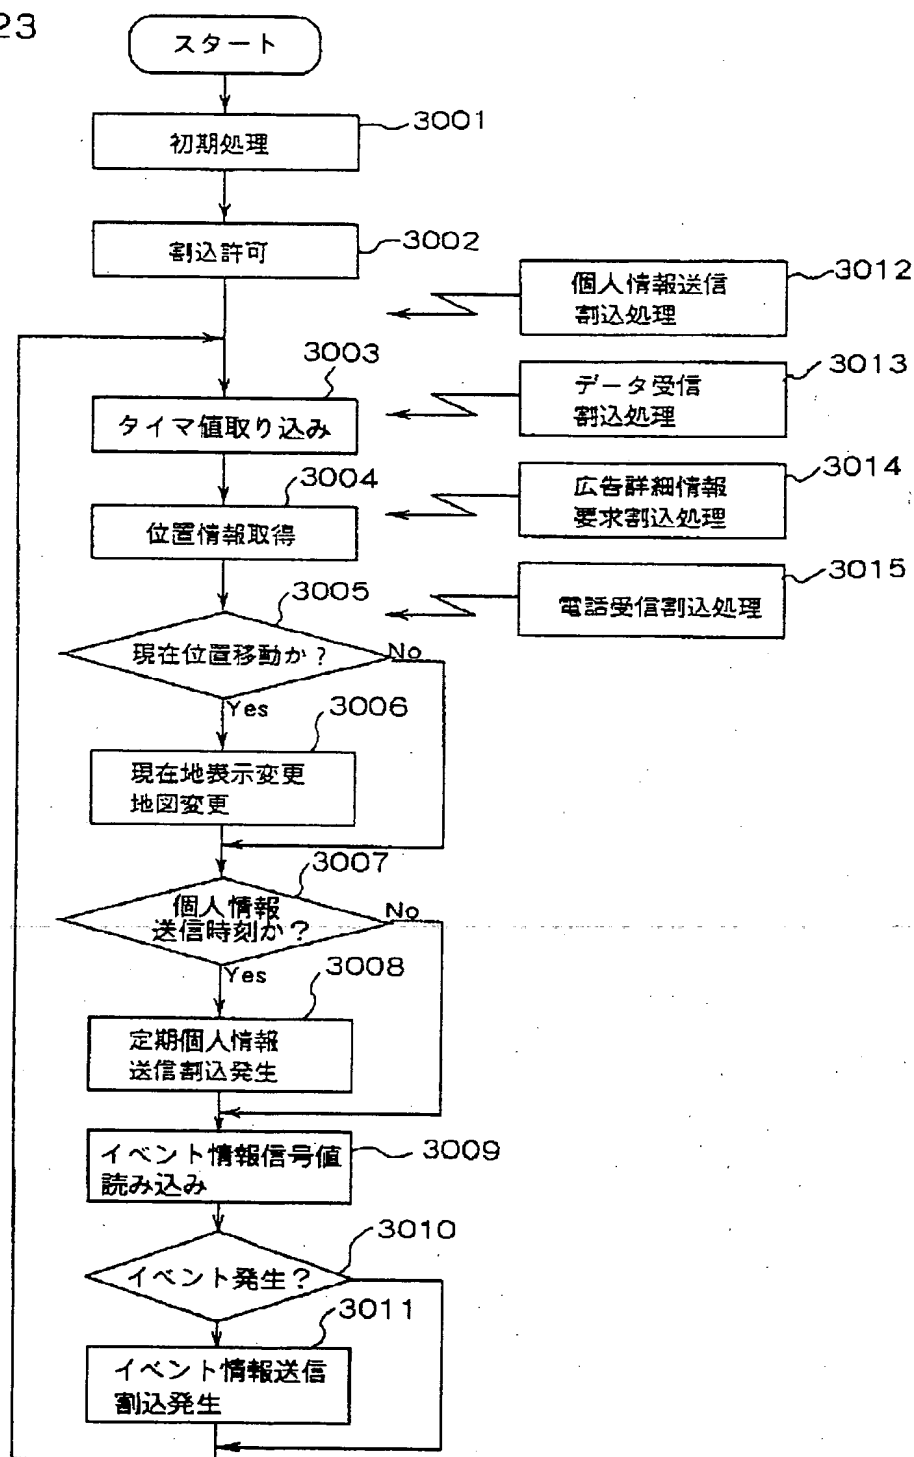 23
スタート
3001
初期処理
3002
割込許可
3012
個人情報送信
割込処理
3003
タイマ値取り込み
3013
データ受信
割込処理
3004
位置情報取得
3014
広告詳細情報
要求割込処理
3005
現在位置移動か?
No
Yes
3015
電話受信割込処理
3006
現在地表示変更
地図変更
3007
個人情報
送信時刻か?
No
Yes
3008
定期個人情報
送信割込発生
3009
イベント情報信号値
読み込み
3010
イベント発生?
3011
イベント情報送信
割込発生